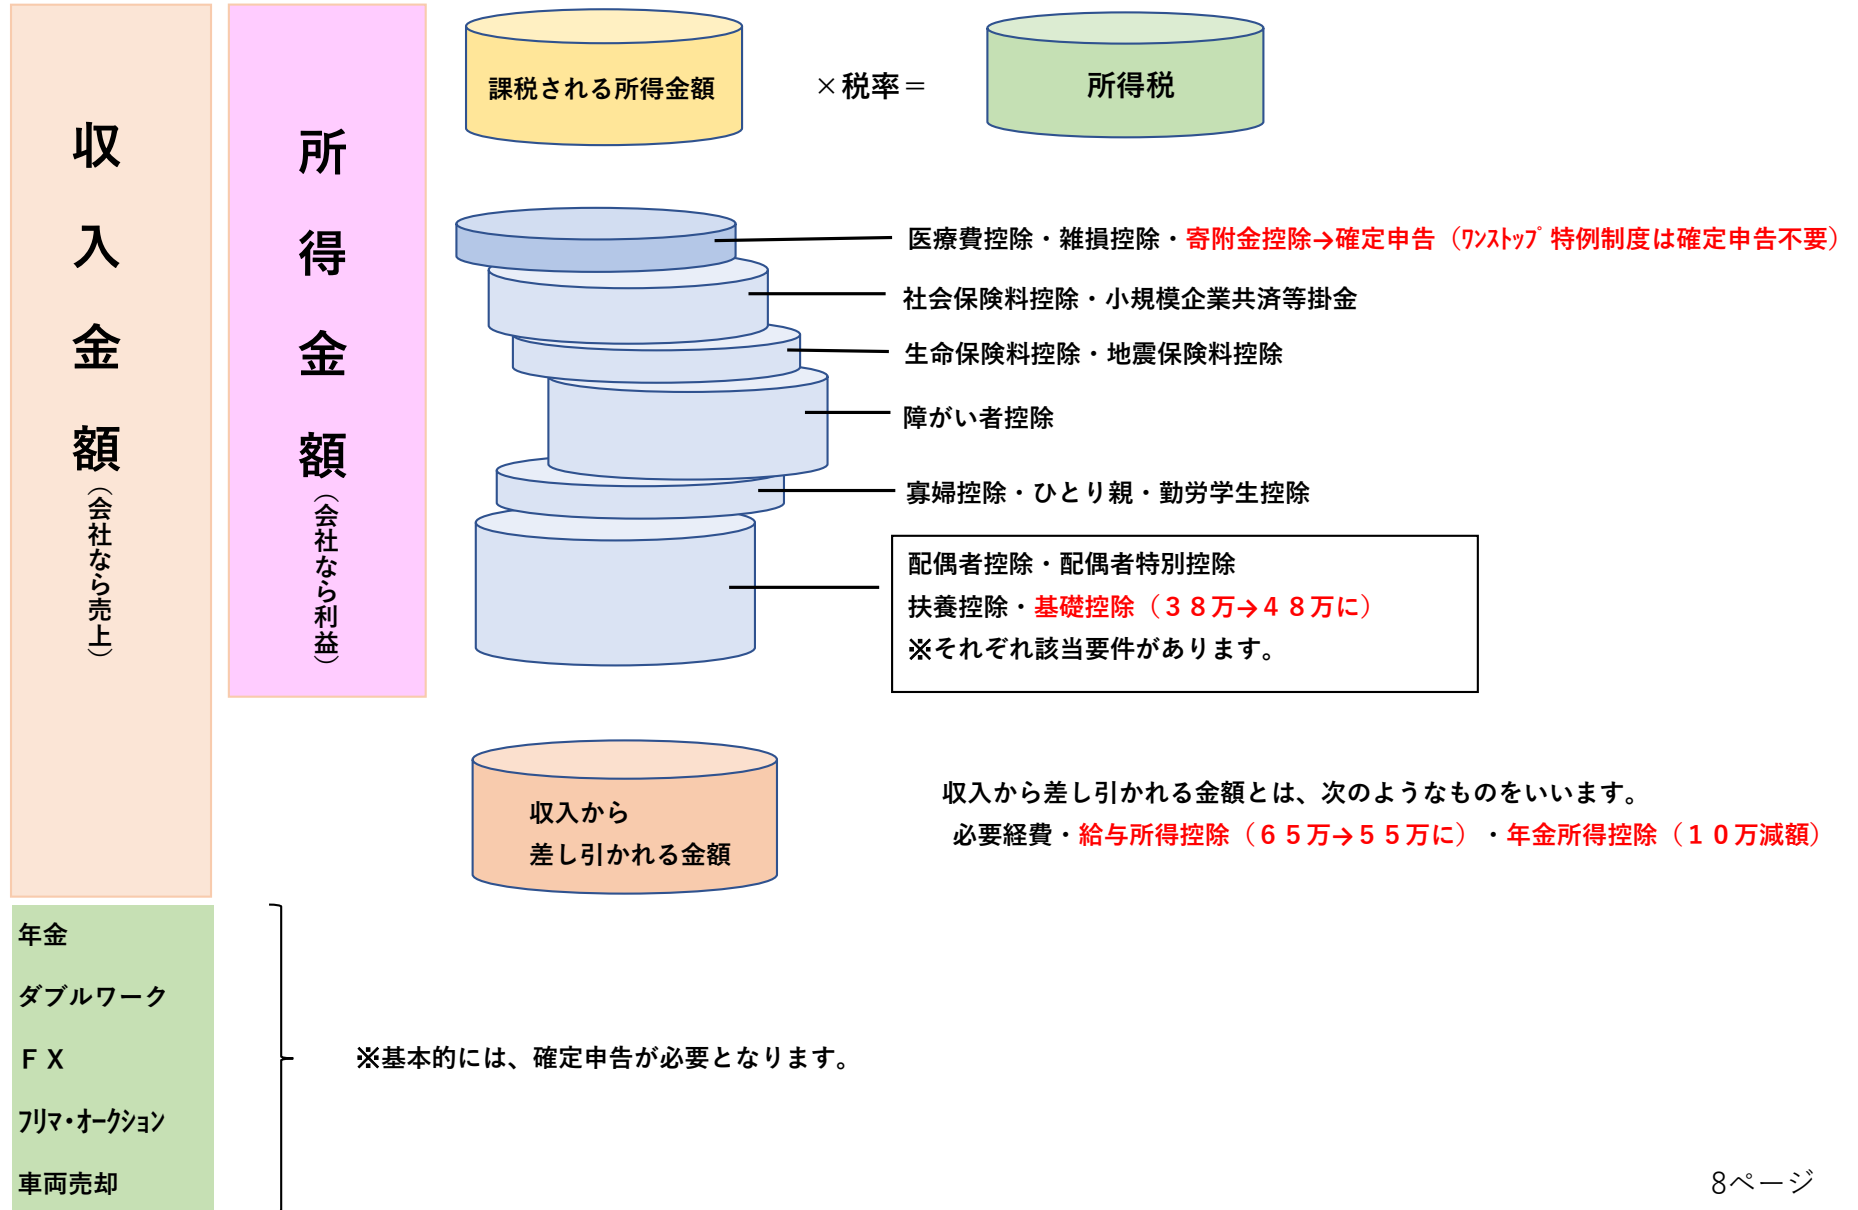 収入金額(会社なら売上)
所得金額(会社なら利益)
課税される所得金額
×税率=
所得税
医療費控除・雑損控除・寄附金控除→確定申告(ﾜﾝｽﾄｯﾌﾟ特例制度は確定申告不要)
社会保険料控除・小規模企業共済等掛金
生命保険料控除・地震保険料控除
障がい者控除
寡婦控除・ひとり親・勤労学生控除
配偶者控除・配偶者特別控除
扶養控除・基礎控除(38万→48万に)
※それぞれ該当要件があります。
収入から
差し引かれる金額
収入から差し引かれる金額とは、次のようなものをいいます。
必要経費・給与所得控除(65万→55万に)・年金所得控除(10万減額)
年金
ダブルワーク
FX
ﾌﾘﾏ・ｵｰｸｼｮﾝ
車両売却
※基本的には、確定申告が必要となります。
8ページ